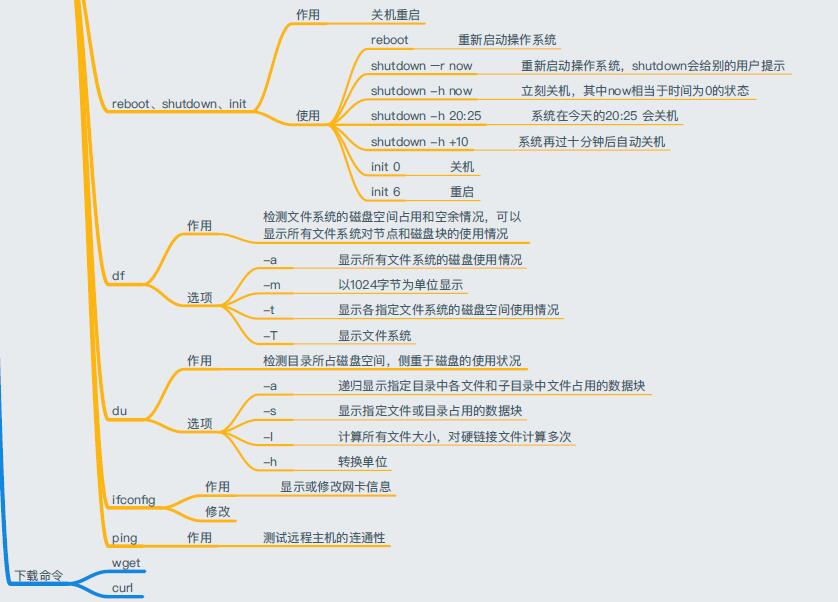 作用 关机重启
reboot 重新启动操作系统
shutdown —r now 重新启动操作系统，shutdown会给别的用户提示
shutdown -h now 立刻关机，其中now相当于时间为0的状态
reboot、shutdown、init
使用
shutdown -h 20:25 系统在今天的20:25 会关机
shutdown -h +10 系统再过十分钟后自动关机
init 0 关机
init 6 重启
作用
检测文件系统的磁盘空间占用和空余情况，可以
显示所有文件系统对节点和磁盘块的使用情况
df
-a 显示所有文件系统的磁盘使用情况
-m 以1024字节为单位显示
选项
-t 显示各指定文件系统的磁盘空间使用情况
-T 显示文件系统
作用 检测目录所占磁盘空间，侧重于磁盘的使用状况
du
-a 递归显示指定目录中各文件和子目录中文件占用的数据块
-s 显示指定文件或目录占用的数据块
选项
-l 计算所有文件大小，对硬链接文件计算多次
-h 转换单位
作用 显示或修改网卡信息
ifconfig
修改
ping 作用 测试远程主机的连通性
wget
下载命令
curl